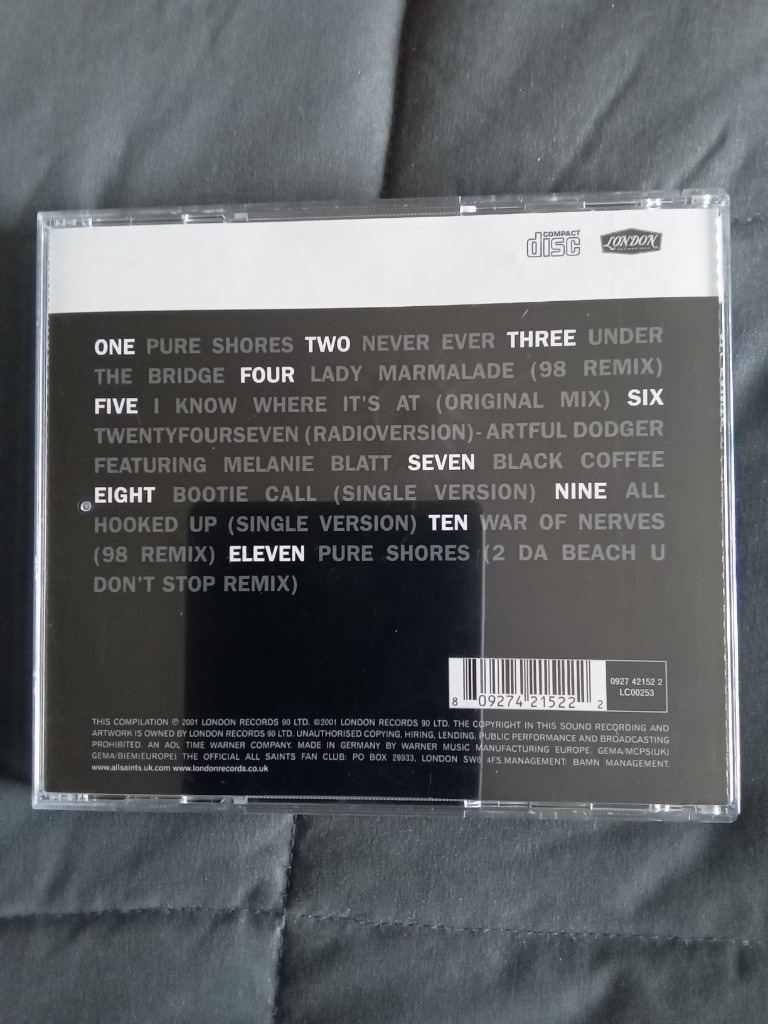 COMPACT
disc
LONDON
ONE PURE SHORES TWO NEVER EVER THREE UNDER
THE BRIDGE FOUR LADY MARMALADE (98 REMIX)
FIVE I KNOW WHERE IT'S AT (ORIGINAL MIX) SIX
TWENTYFOURSEVEN (RADIOVERSION)- ARTFUL DODGER
FEATURING MELANIE BLATT SEVEN BLACK COFFEE
EIGHT BOOTIE CALL (SINGLE VERSION) NINE ALL
HOOKED UP (SINGLE VERSION) TEN WAR OF NERVES
(98 REMIX) ELEVEN PURE SHORES (2 DA BEACH U
DON'T STOP REMIX)
0927 42152 2
LC00253
8 09274 21522 2
THIS COMPILATION ℗ 2001 LONDON RECORDS 90 LTD. ©2001 LONDON RECORDS 90 LTD. THE COPYRIGHT IN THIS SOUND RECORDING AND
ARTWORK IS OWNED BY LONDON RECORDS 90 LTD. UNAUTHORISED COPYING, HIRING, LENDING, PUBLIC PERFORMANCE AND BROADCASTING
PROHIBITED. AN AOL TIME WARNER COMPANY. MADE IN GERMANY BY WARNER MUSIC MANUFACTURING EUROPE. GEMA/MCPS(UK)
GEMA/BIEM(EUROPE) THE OFFICIAL ALL SAINTS FAN CLUB: PO BOX 29933, LONDON SW6 4FS.MANAGEMENT: BAMN MANAGEMENT.
www.allsaints.uk.com www.londonrecords.co.uk